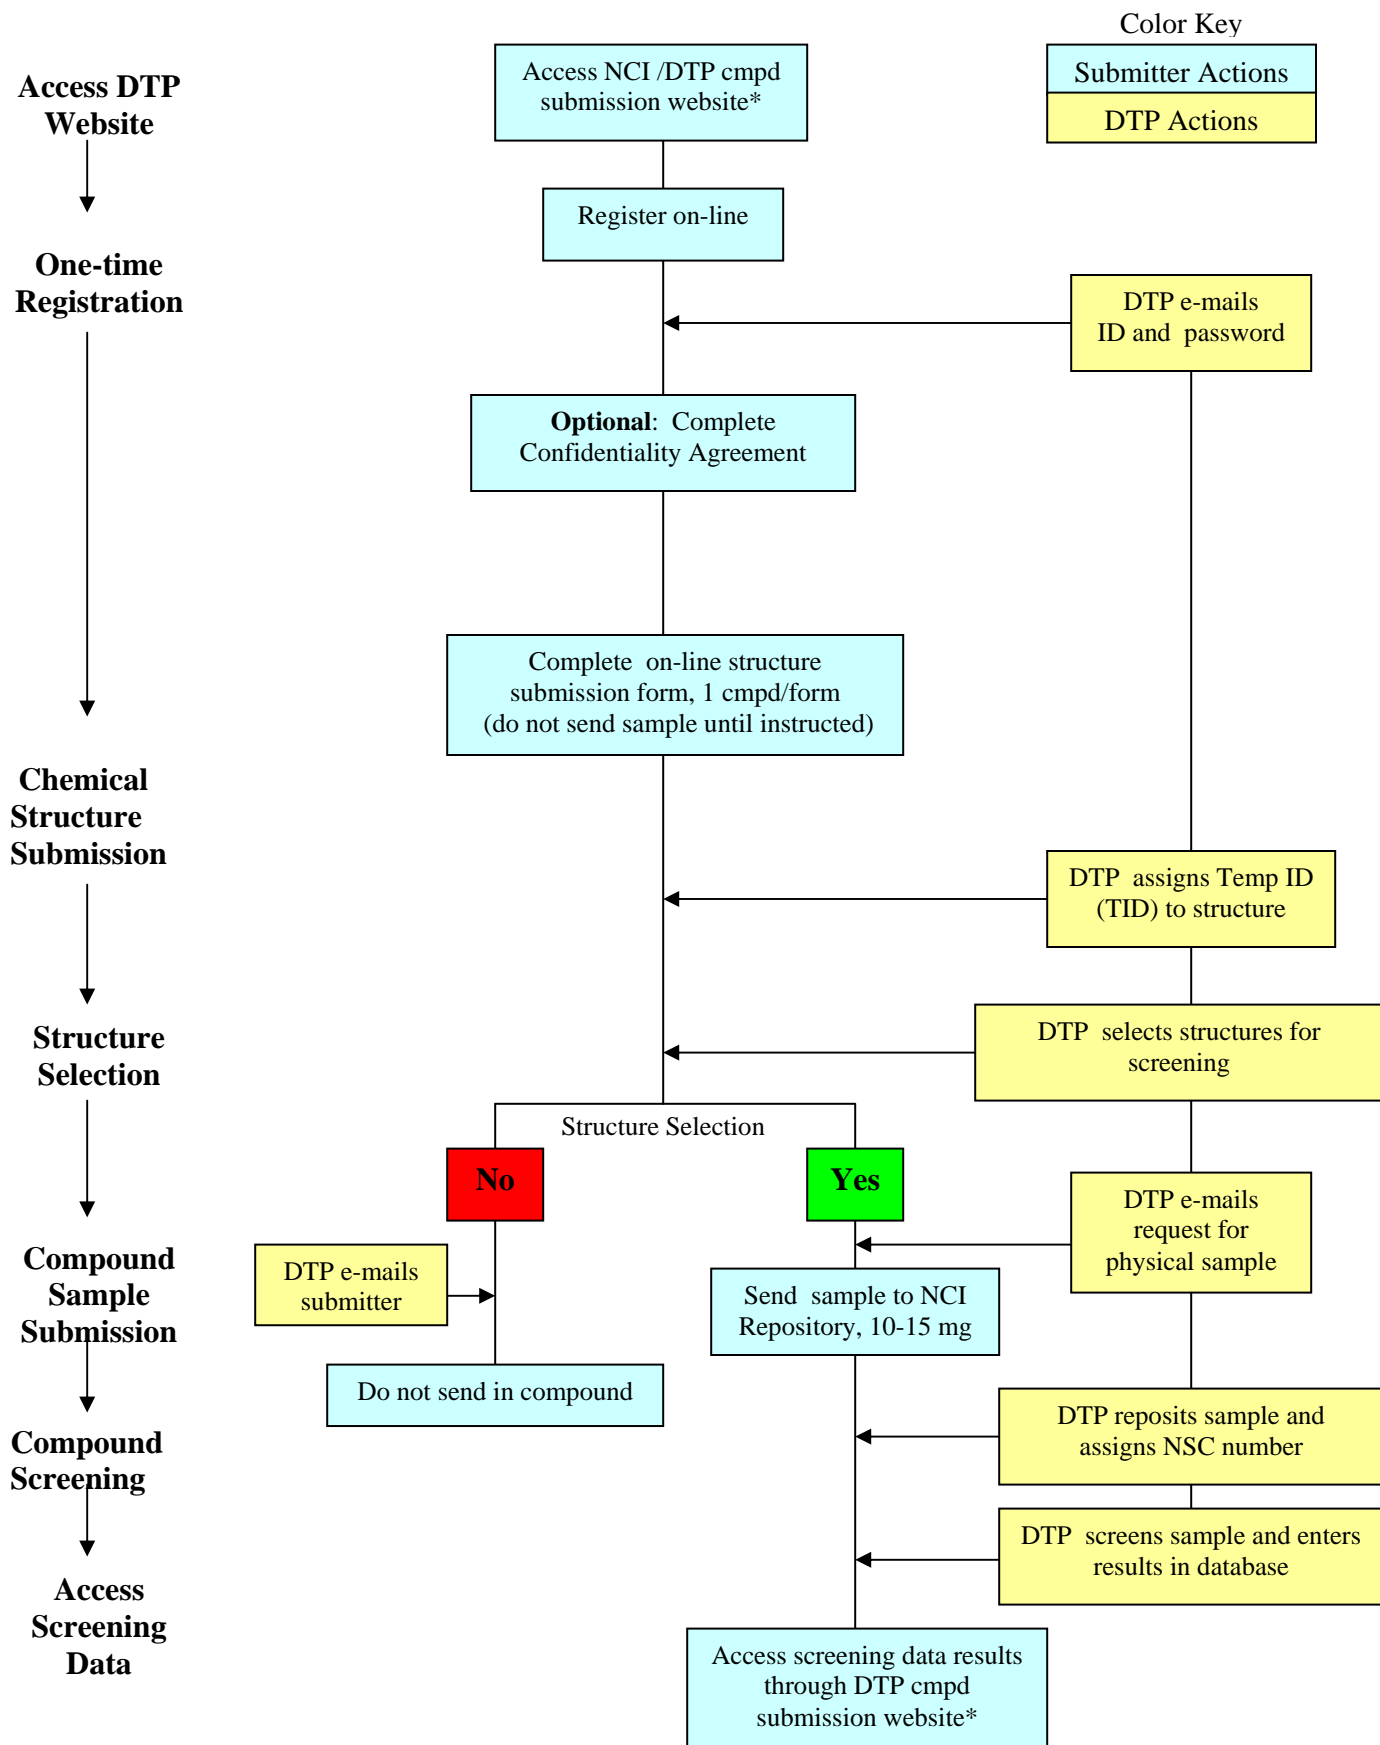 Color Key
Submitter Actions
DTP Actions
Access DTP
Website
One-time
Registration
Chemical
Structure
Submission
Structure
Selection
Compound
Sample
Submission
Compound
Screening
Access
Screening
Data
Access NCI /DTP cmpd
submission website*
Register on-line
DTP e-mails
ID and password
Optional: Complete
Confidentiality Agreement
Complete on-line structure
submission form, 1 cmpd/form
(do not send sample until instructed)
DTP assigns Temp ID
(TID) to structure
DTP selects structures for
screening
Structure Selection
No
Yes
DTP e-mails
submitter
Do not send in compound
DTP e-mails
request for
physical sample
Send sample to NCI
Repository, 10-15 mg
DTP reposits sample and
assigns NSC number
DTP screens sample and enters
results in database
Access screening data results
through DTP cmpd
submission website*